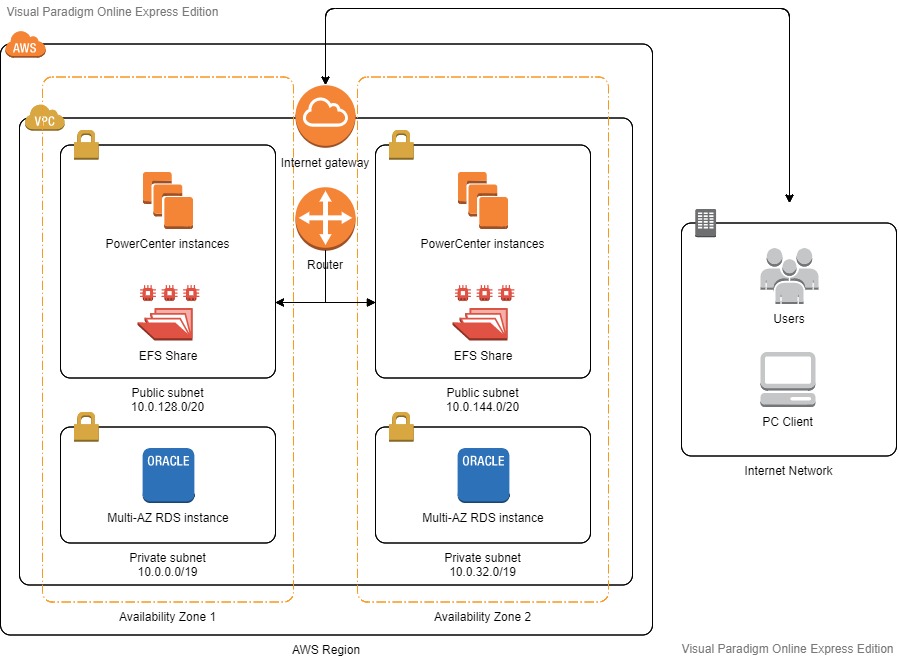 Visual Paradigm Online Express Edition
AWS
VPC
Internet gateway
PowerCenter instances
PowerCenter instances
Router
EFS Share
EFS Share
Public subnet
10.0.128.0/20
Public subnet
10.0.144.0/20
ORACLE
ORACLE
Multi-AZ RDS instance
Multi-AZ RDS instance
Private subnet
10.0.0.0/19
Private subnet
10.0.32.0/19
Availability Zone 1
Availability Zone 2
AWS Region
Users
PC Client
Internet Network
Visual Paradigm Online Express Edition